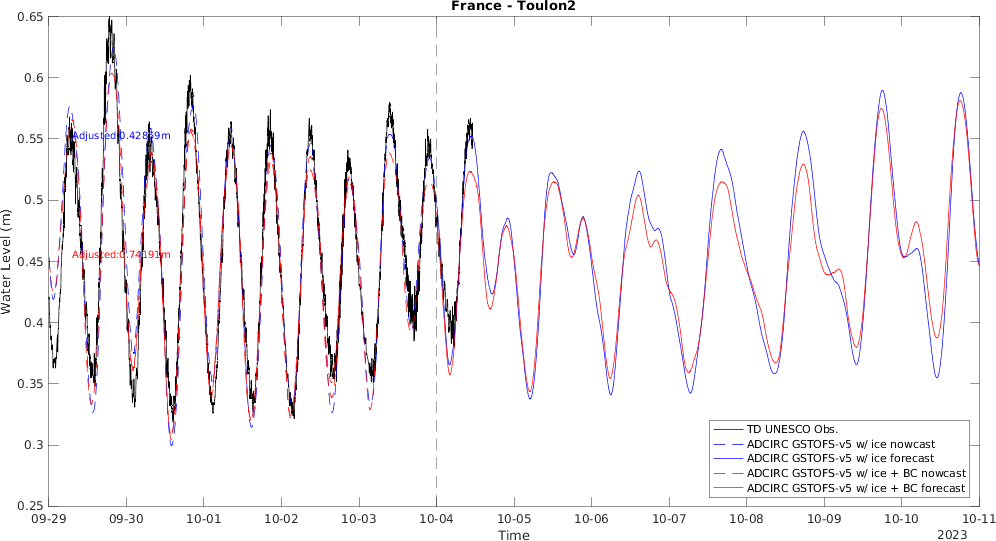 France - Toulon2
0.65
0.6
0.55
0.5
0.45
0.4
0.35
0.3
0.25
Water Level (m)
Adjusted:0.42839m
Adjusted:0.74191m
TD UNESCO Obs.
ADCIRC GSTOFS-v5 w/ ice nowcast
ADCIRC GSTOFS-v5 w/ ice forecast
ADCIRC GSTOFS-v5 w/ ice + BC nowcast
ADCIRC GSTOFS-v5 w/ ice + BC forecast
09-29 09-30 10-01 10-02 10-03 10-04 10-05 10-06 10-07 10-08 10-09 10-10 10-11
Time
2023